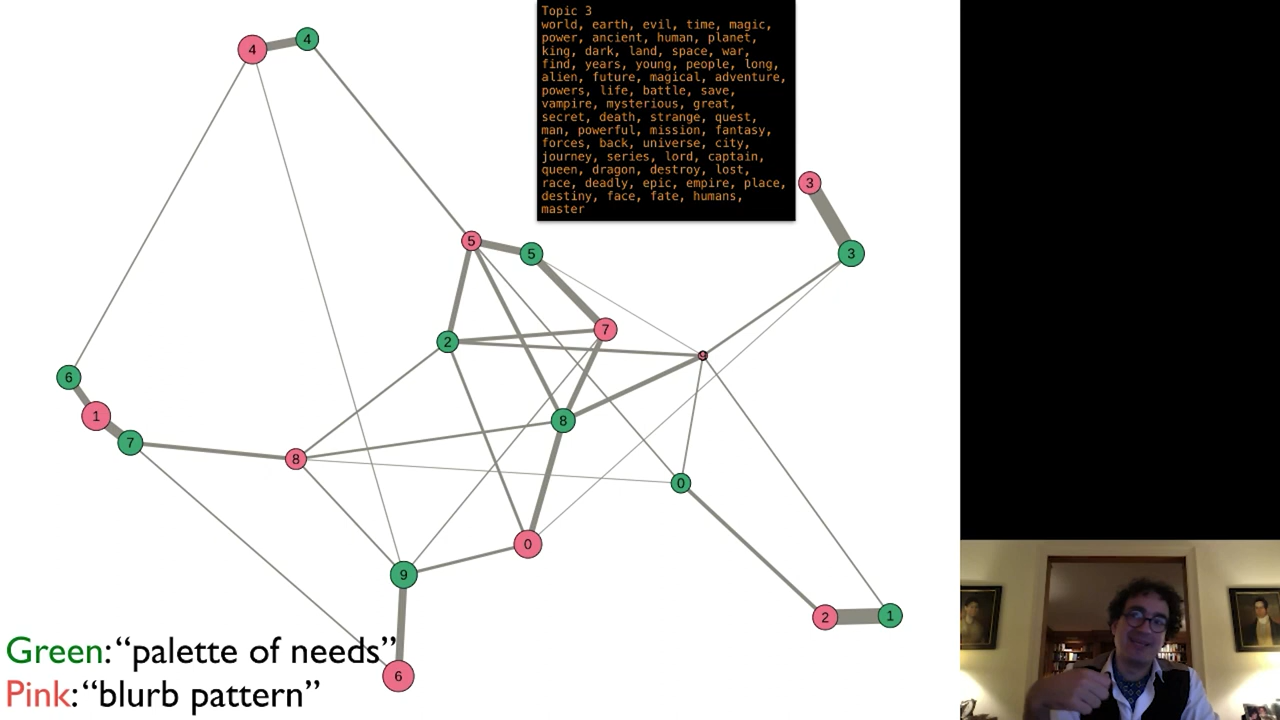 Topic 3
world, earth, evil, time, magic,
power, ancient, human, planet,
king, dark, land, space, war,
find, years, young, people, long,
alien, future, magical, adventure,
powers, life, battle, save,
vampire, mysterious, great,
secret, death, strange, quest,
man, powerful, mission, fantasy,
forces, back, universe, city,
journey, series, lord, captain,
queen, dragon, destroy, lost,
race, deadly, epic, empire, place,
destiny, face, fate, humans,
master
4
4
3
5
5
3
7
2
9
6
1
8
7
8
0
0
9
2
1
6
Green: “palette of needs”
Pink: “blurb pattern”